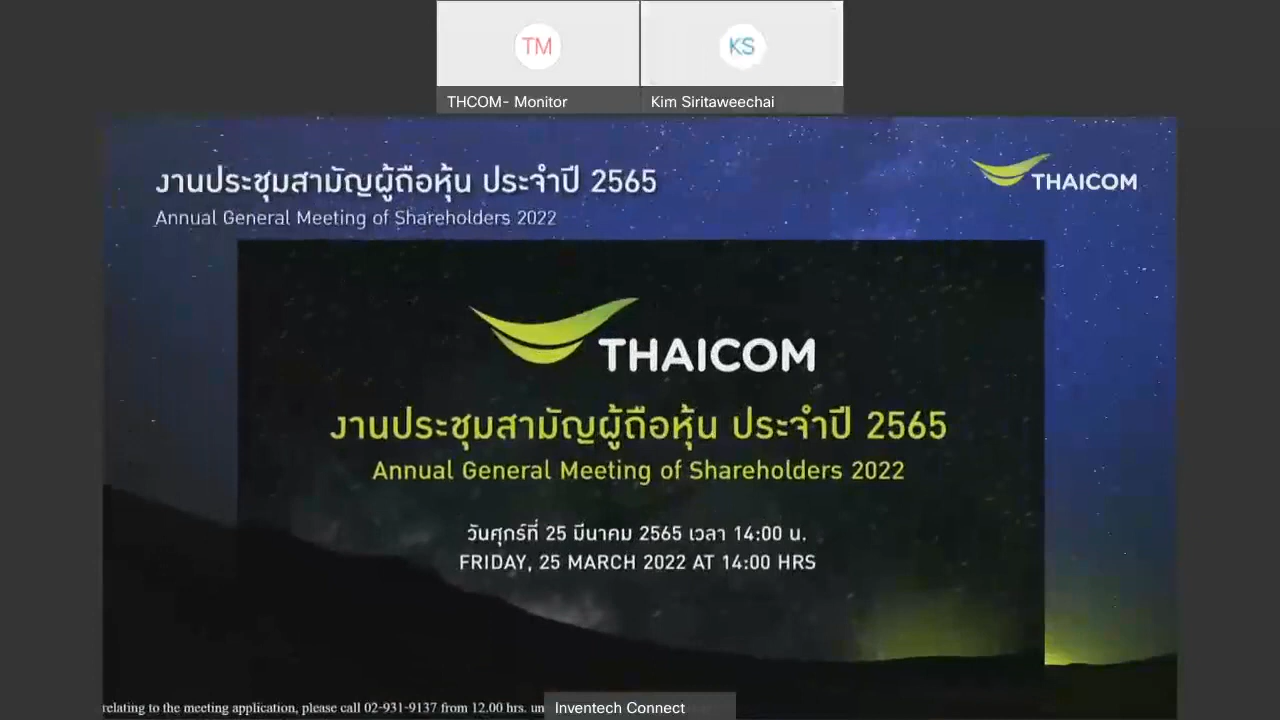 TM
KS
THCOM- Monitor
Kim Siritaweechai
งานประชุมสามัญผู้ถือหุ้น ประจำปี 2565
THAICOM
Annual General Meeting of Shareholders 2022
THAICOM
งานประชุมสามัญผู้ถือหุ้น ประจำปี 2565
Annual General Meeting of Shareholders 2022
วันศุกร์ที่ 25 มีนาคม 2565 เวลา 14:00 น.
FRIDAY, 25 MARCH 2022 AT 14:00 HRS
relating to the meeting application, please call 02-931-9137 from 12.00 hrs.
Inventech Connect